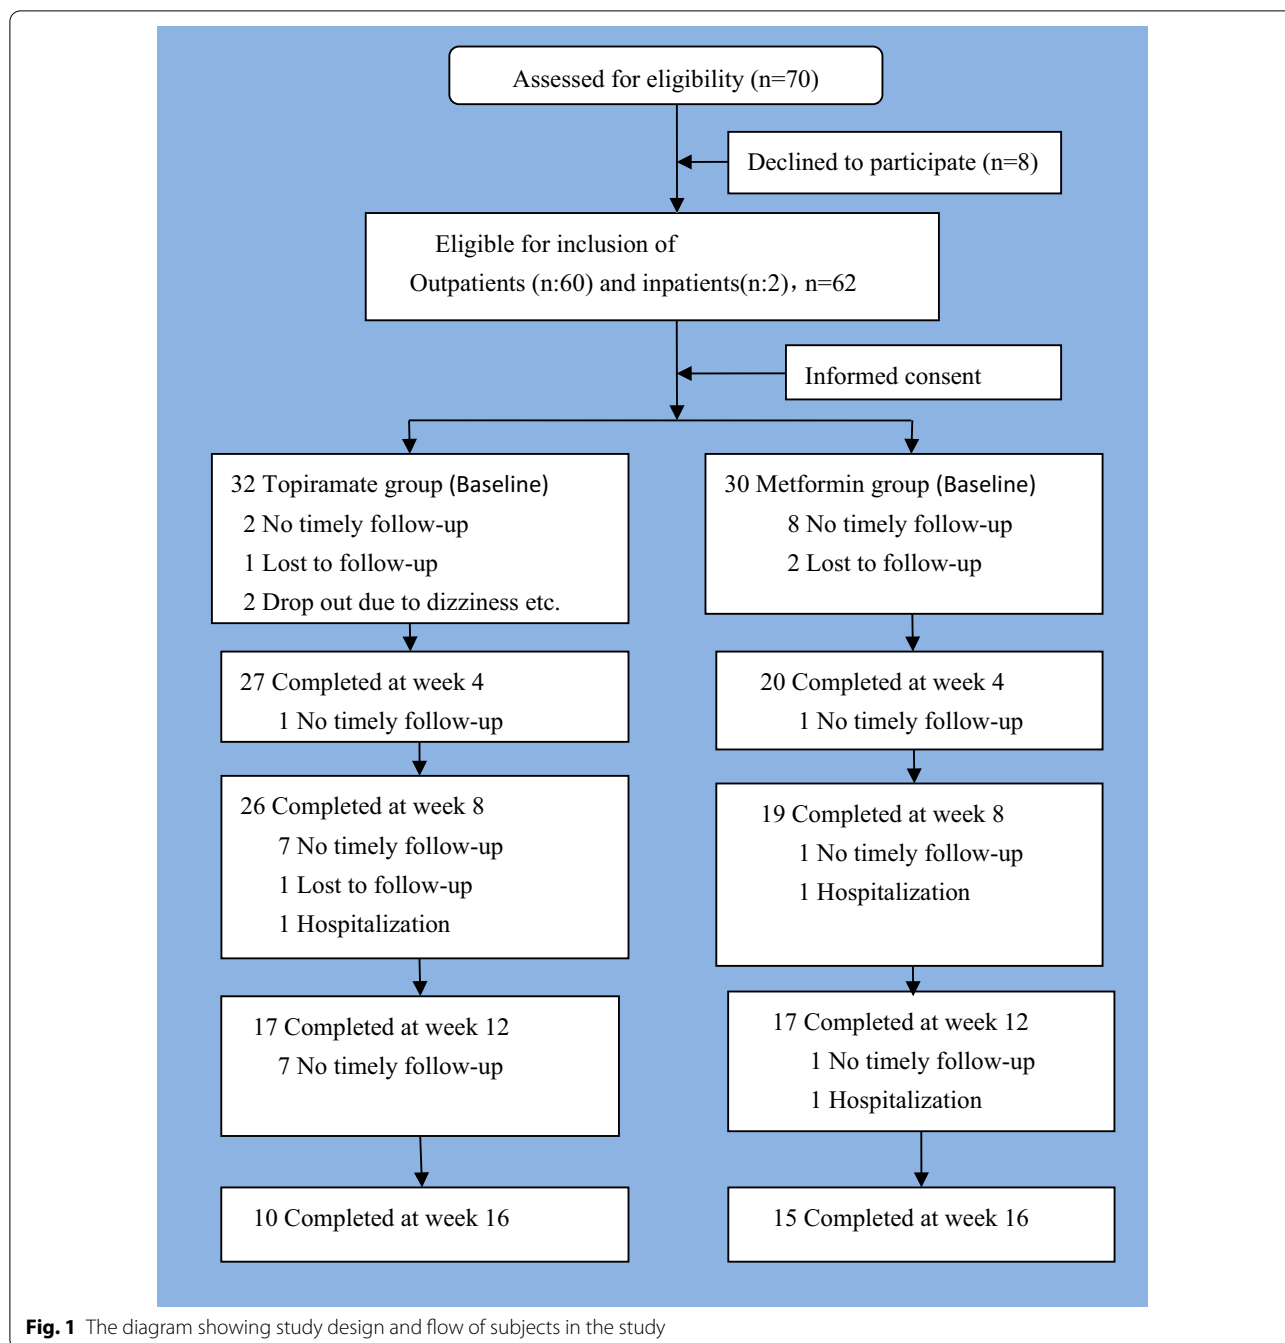 Assessed for eligibility (n=70)
Declined to participate (n=8)
Eligible for inclusion of
Outpatients (n:60) and inpatients(n:2)，n=62
Informed consent
32 Topiramate group (Baseline)
2 No timely follow-up
1 Lost to follow-up
2 Drop out due to dizziness etc.
30 Metformin group (Baseline)
8 No timely follow-up
2 Lost to follow-up
27 Completed at week 4
1 No timely follow-up
20 Completed at week 4
1 No timely follow-up
26 Completed at week 8
7 No timely follow-up
1 Lost to follow-up
1 Hospitalization
19 Completed at week 8
1 No timely follow-up
1 Hospitalization
17 Completed at week 12
7 No timely follow-up
17 Completed at week 12
1 No timely follow-up
1 Hospitalization
10 Completed at week 16
15 Completed at week 16
Fig. 1 The diagram showing study design and flow of subjects in the study